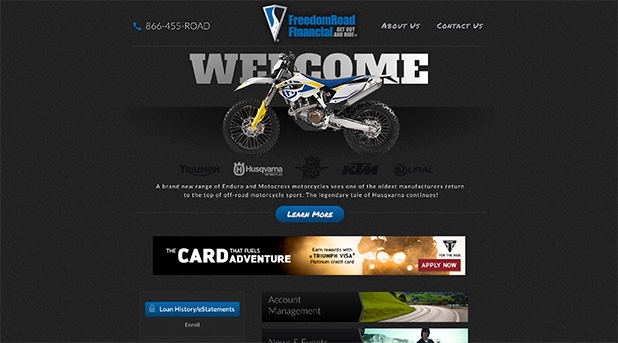 866-455-ROAD
FreedomRoad
Financial GET OUT
AND RIDE
About Us
Contact Us
WELCOME
TRIUMPH
Husqvarna
KTM
URAL
A brand new range of Enduro and Motocross motorcycles sees one of the oldest manufacturers return
to the top of off-road motorcycle sport. The legendary tale of Husqvarna continues!
Learn More
THE CARD THAT FUELS
ADVENTURE
Earn rewards with
a TRIUMPH VISA®
Platinum credit card
FOR THE RIDE
APPLY NOW
Loan History/eStatements
Enroll
Account
Management
News & Events